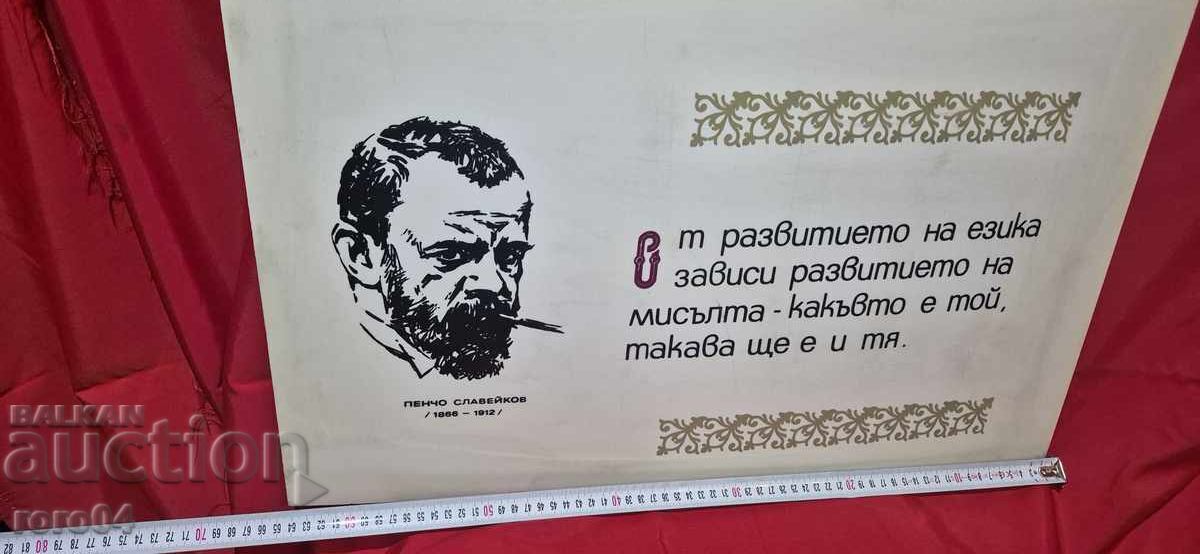 От развитието на езика
зависи развитието на
мисълта - какъвто е той,
такава ще е и тя.
ПЕНЧО СЛАВЕЙКОВ
/ 1866 – 1912 /
BALKAN
auction
roro04